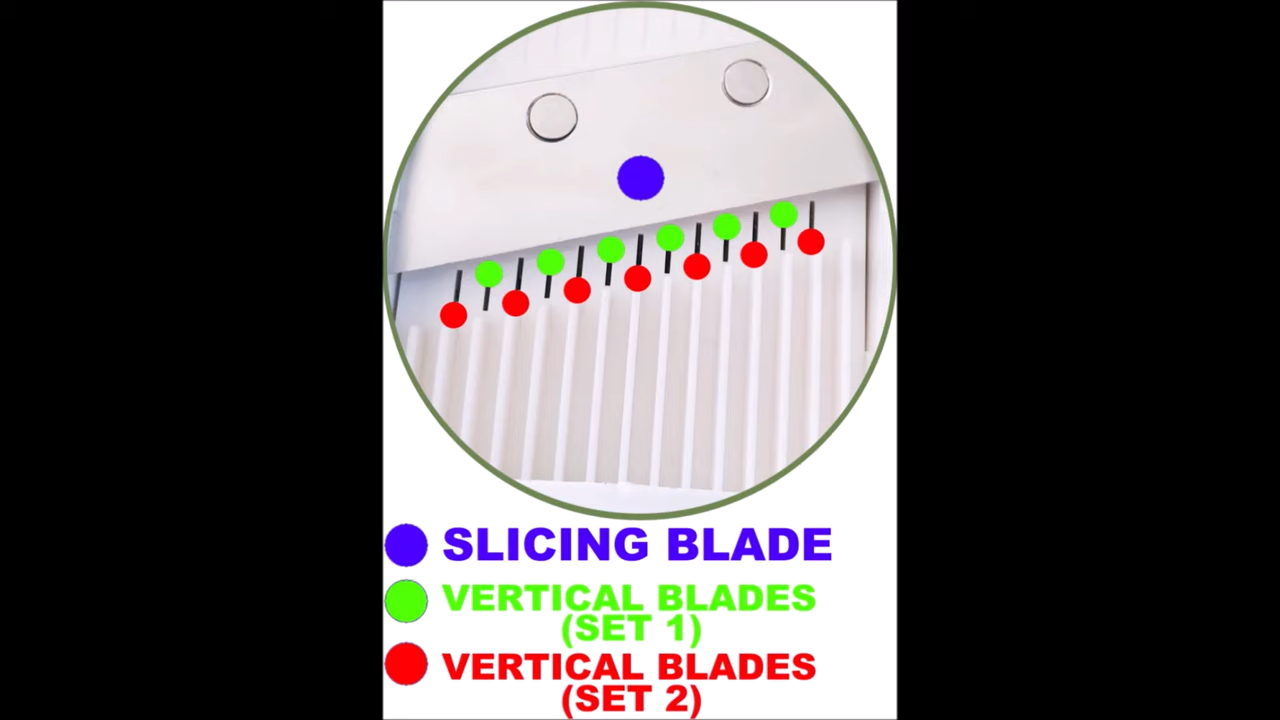 SLICING BLADE
VERTICAL BLADES
(SET 1)
VERTICAL BLADES
(SET 2)